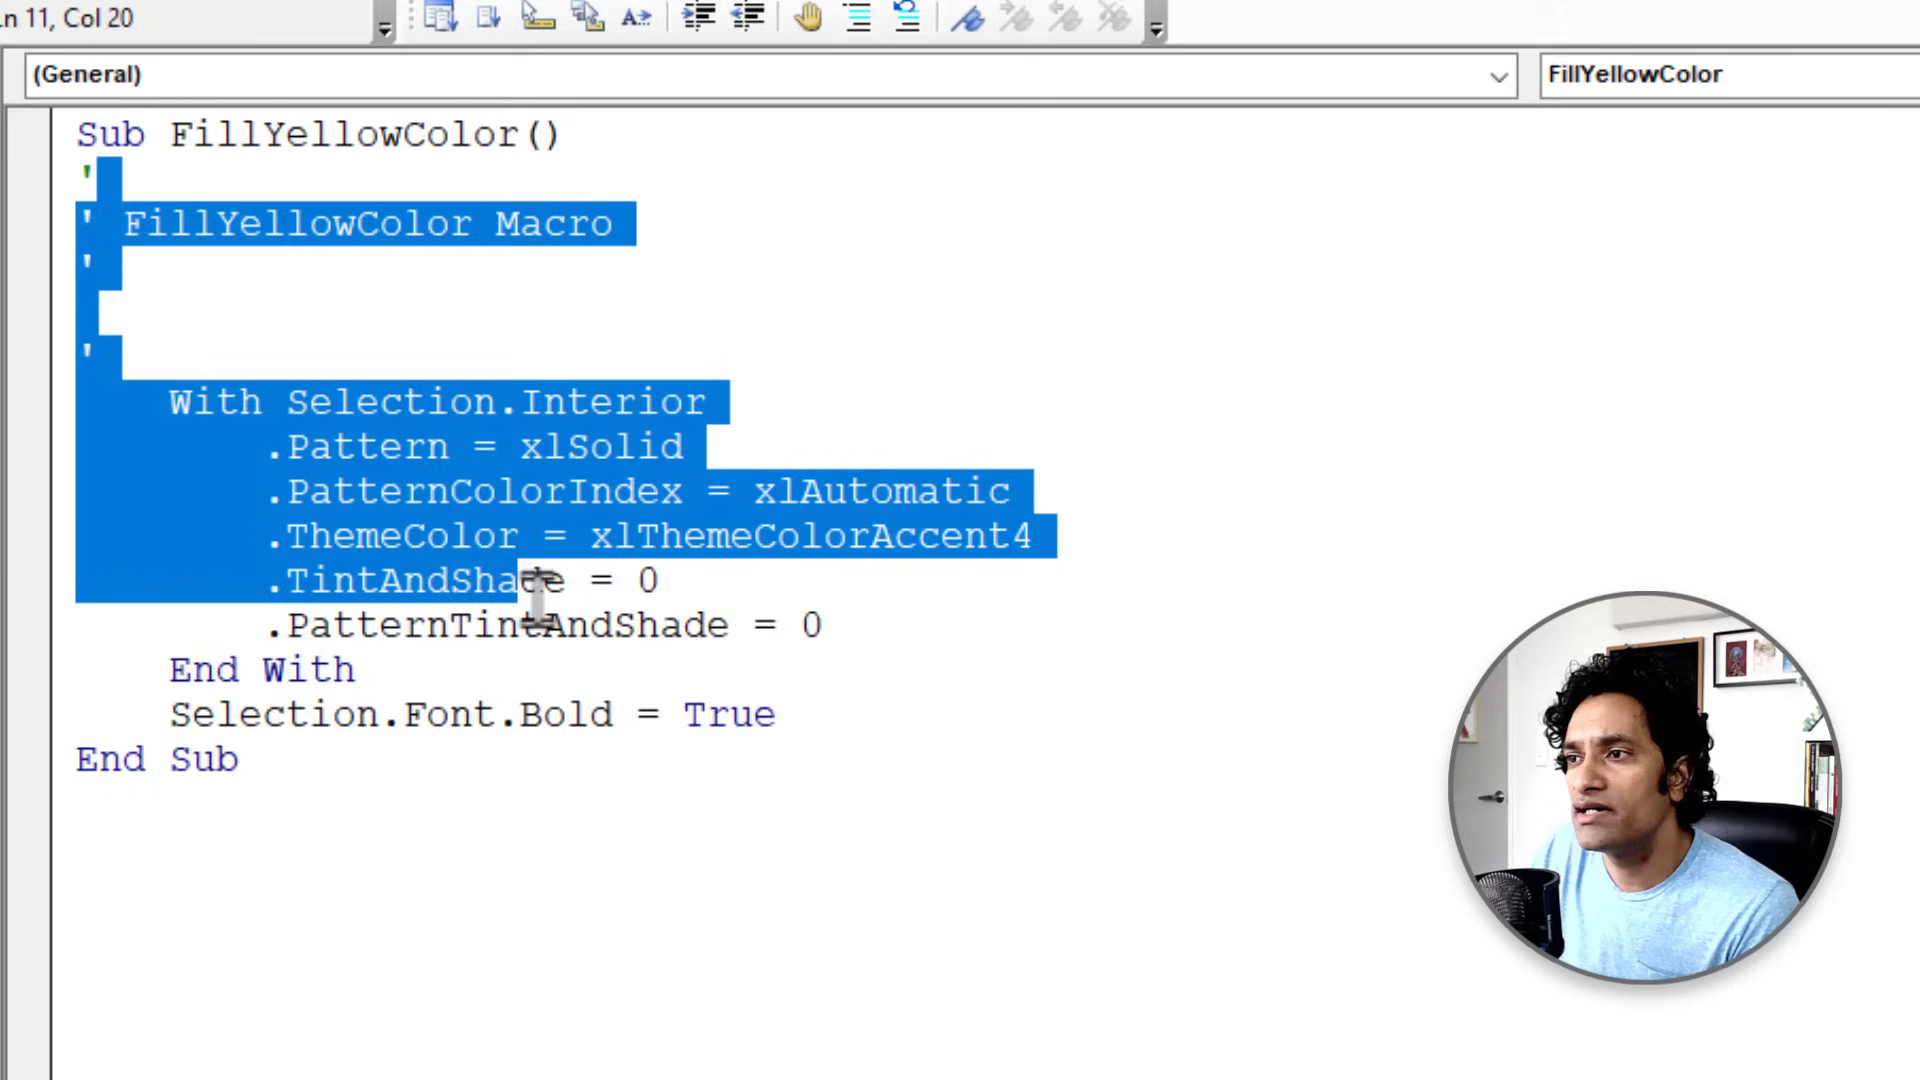 Ln 11, Col 20
(General)
FillYellowColor
Sub FillYellowColor()
'
' FillYellowColor Macro
'
'
With Selection.Interior
.Pattern = xlSolid
.PatternColorIndex = xlAutomatic
.ThemeColor = xlThemeColorAccent4
.TintAndShade = 0
.PatternTintAndShade = 0
End With
Selection.Font.Bold = True
End Sub